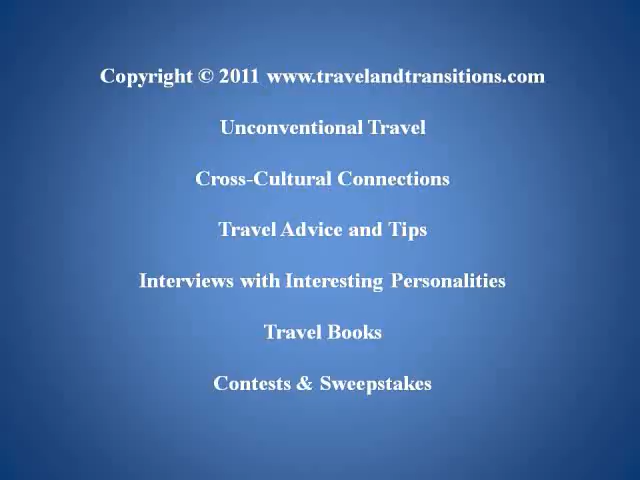 Copyright © 2011 www.travelandtransitions.com
Unconventional Travel
Cross-Cultural Connections
Travel Advice and Tips
Interviews with Interesting Personalities
Travel Books
Contests & Sweepstakes